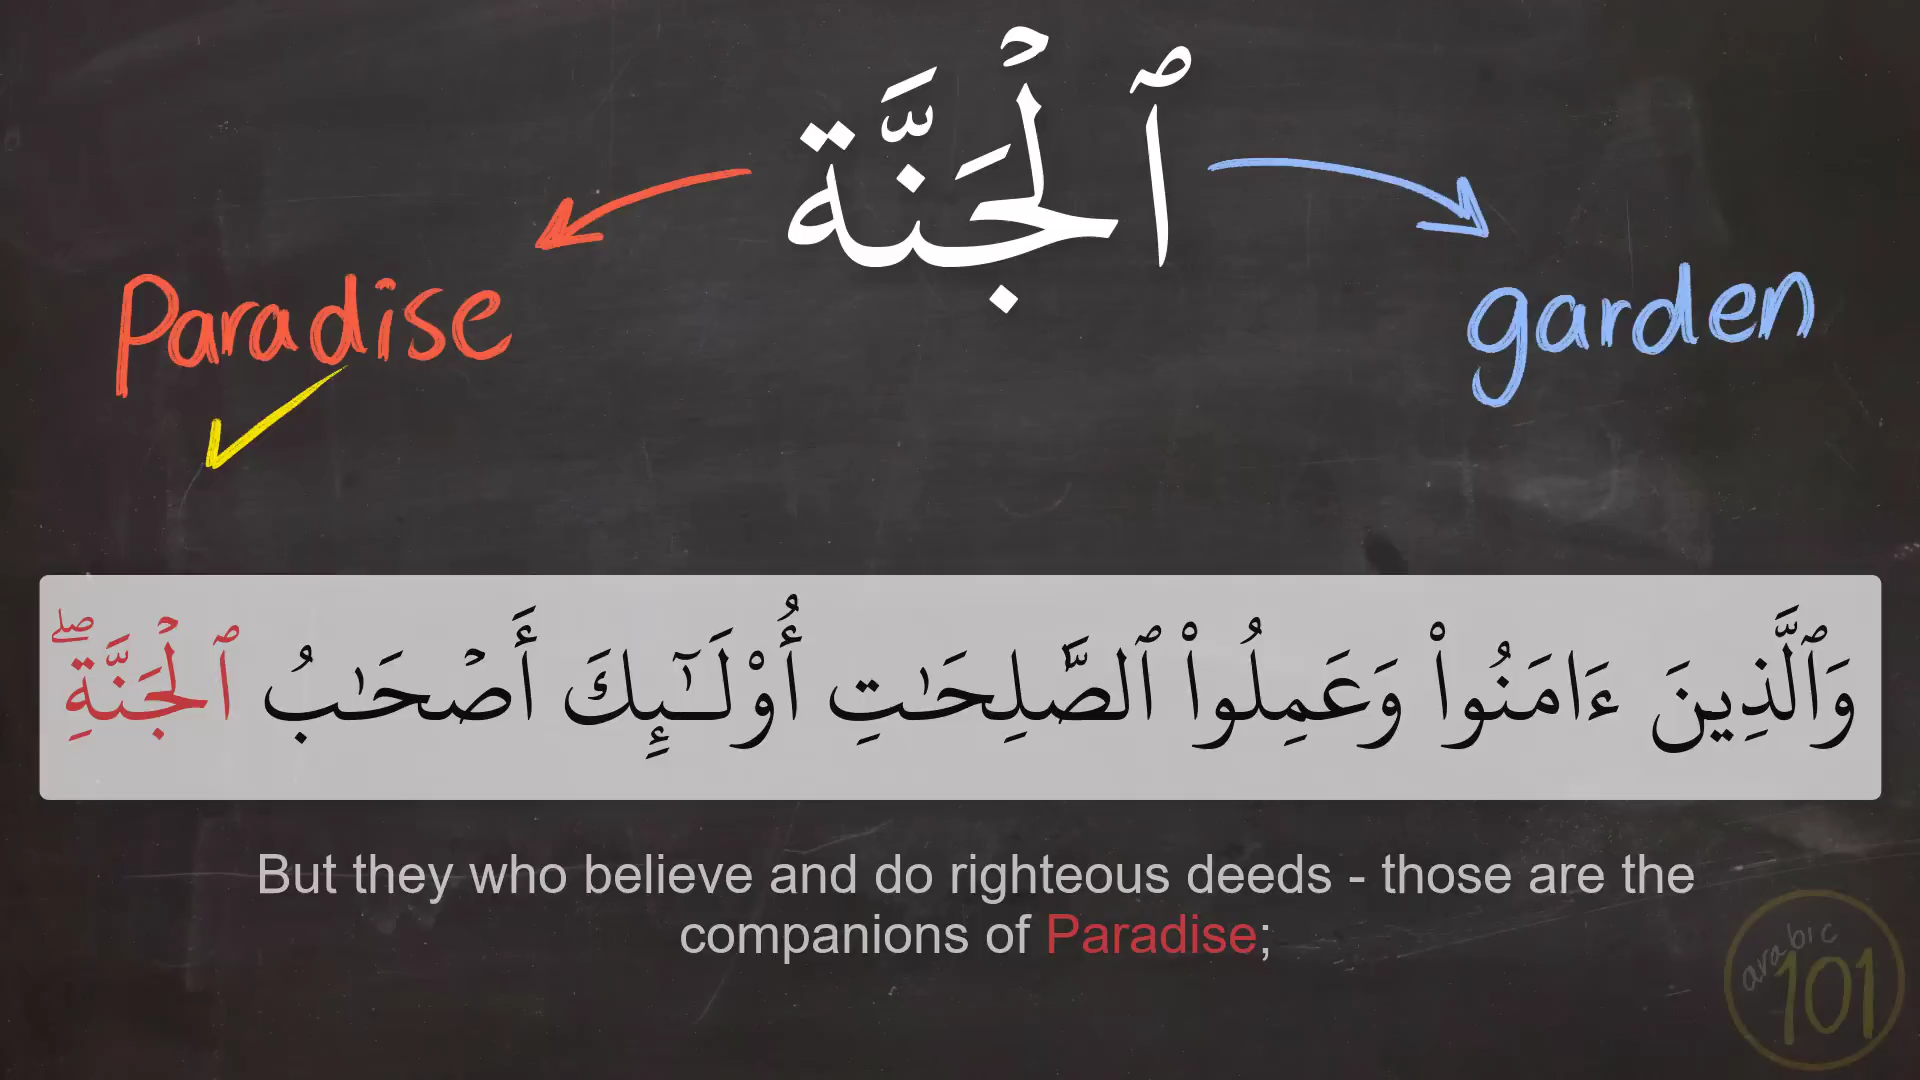 ٱلۡجَنَّة
Paradise
garden
وَٱلَّذِينَ ءَامَنُواْ وَعَمِلُواْ ٱلصَّٰلِحَٰتِ أُوْلَٰٓئِكَ أَصۡحَٰبُ ٱلۡجَنَّةِۖ
But they who believe and do righteous deeds - those are the
companions of Paradise;
arabic
101